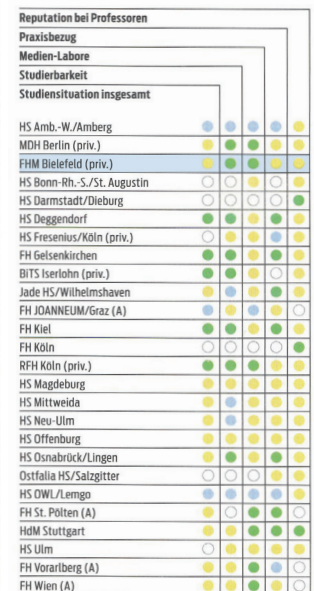 Reputation bei Professoren
Praxisbezug
Medien-Labore
Studierbarkeit
Studiensituation insgesamt
HS Amb.-W./Amberg
MDH Berlin (priv.)
FHM Bielefeld (priv.)
HS Bonn-Rh.-S./St. Augustin
HS Darmstadt/Dieburg
HS Deggendorf
HS Fresenius/Köln (priv.)
FH Gelsenkirchen
BiTS Iserlohn (priv.)
Jade HS/Wilhelmshaven
FH JOANNEUM/Graz (A)
FH Kiel
FH Köln
RFH Köln (priv.)
HS Magdeburg
HS Mittweida
HS Neu-Ulm
HS Offenburg
HS Osnabrück/Lingen
Ostfalia HS/Salzgitter
HS OWL/Lemgo
FH St. Pölten (A)
HdM Stuttgart
HS Ulm
FH Vorarlberg (A)
FH Wien (A)